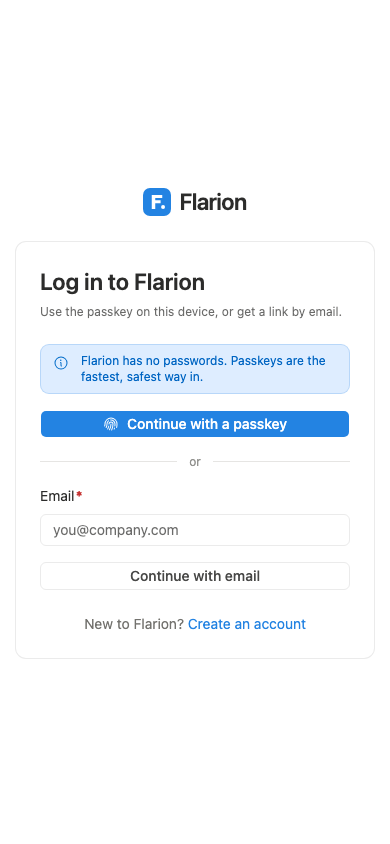 F. Flarion
Log in to Flarion
Use the passkey on this device, or get a link by email.
Flarion has no passwords. Passkeys are the
fastest, safest way in.
Continue with a passkey
or
Email*
you@company.com
Continue with email
New to Flarion? Create an account